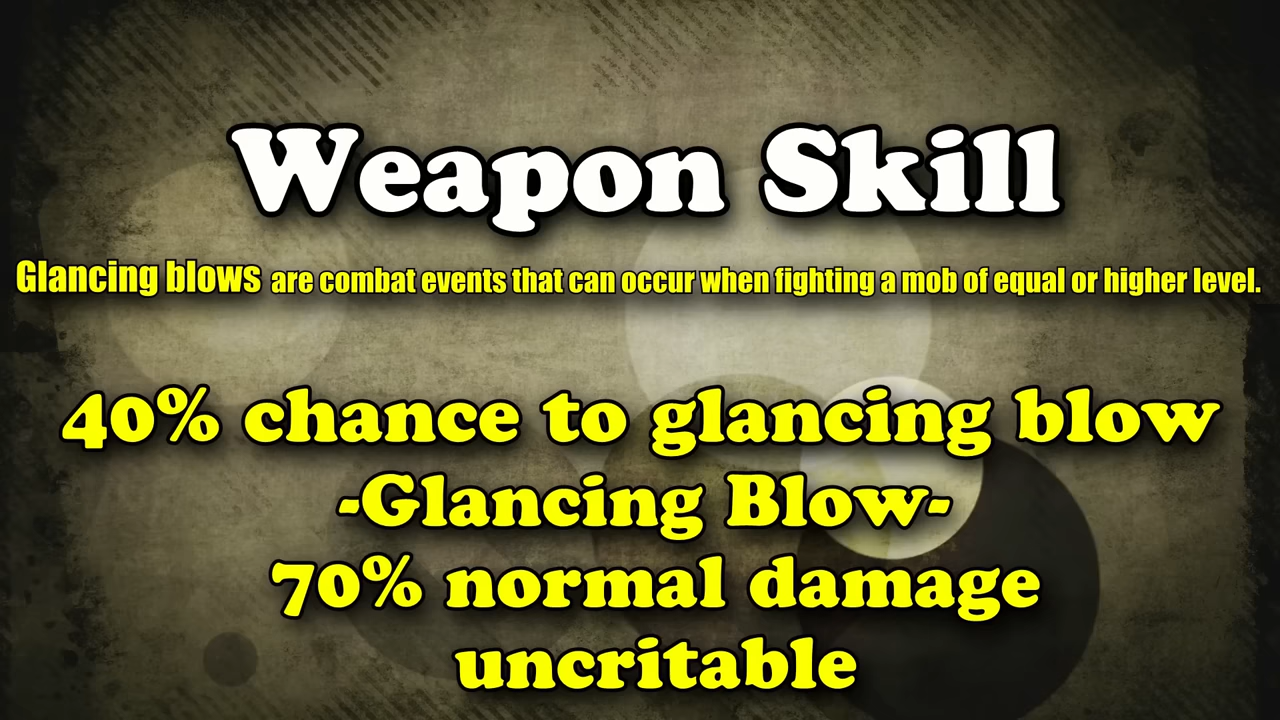 Weapon Skill
Glancing blows are combat events that can occur when fighting a mob of equal or higher level.
40% chance to glancing blow
-Glancing Blow-
70% normal damage
uncritable